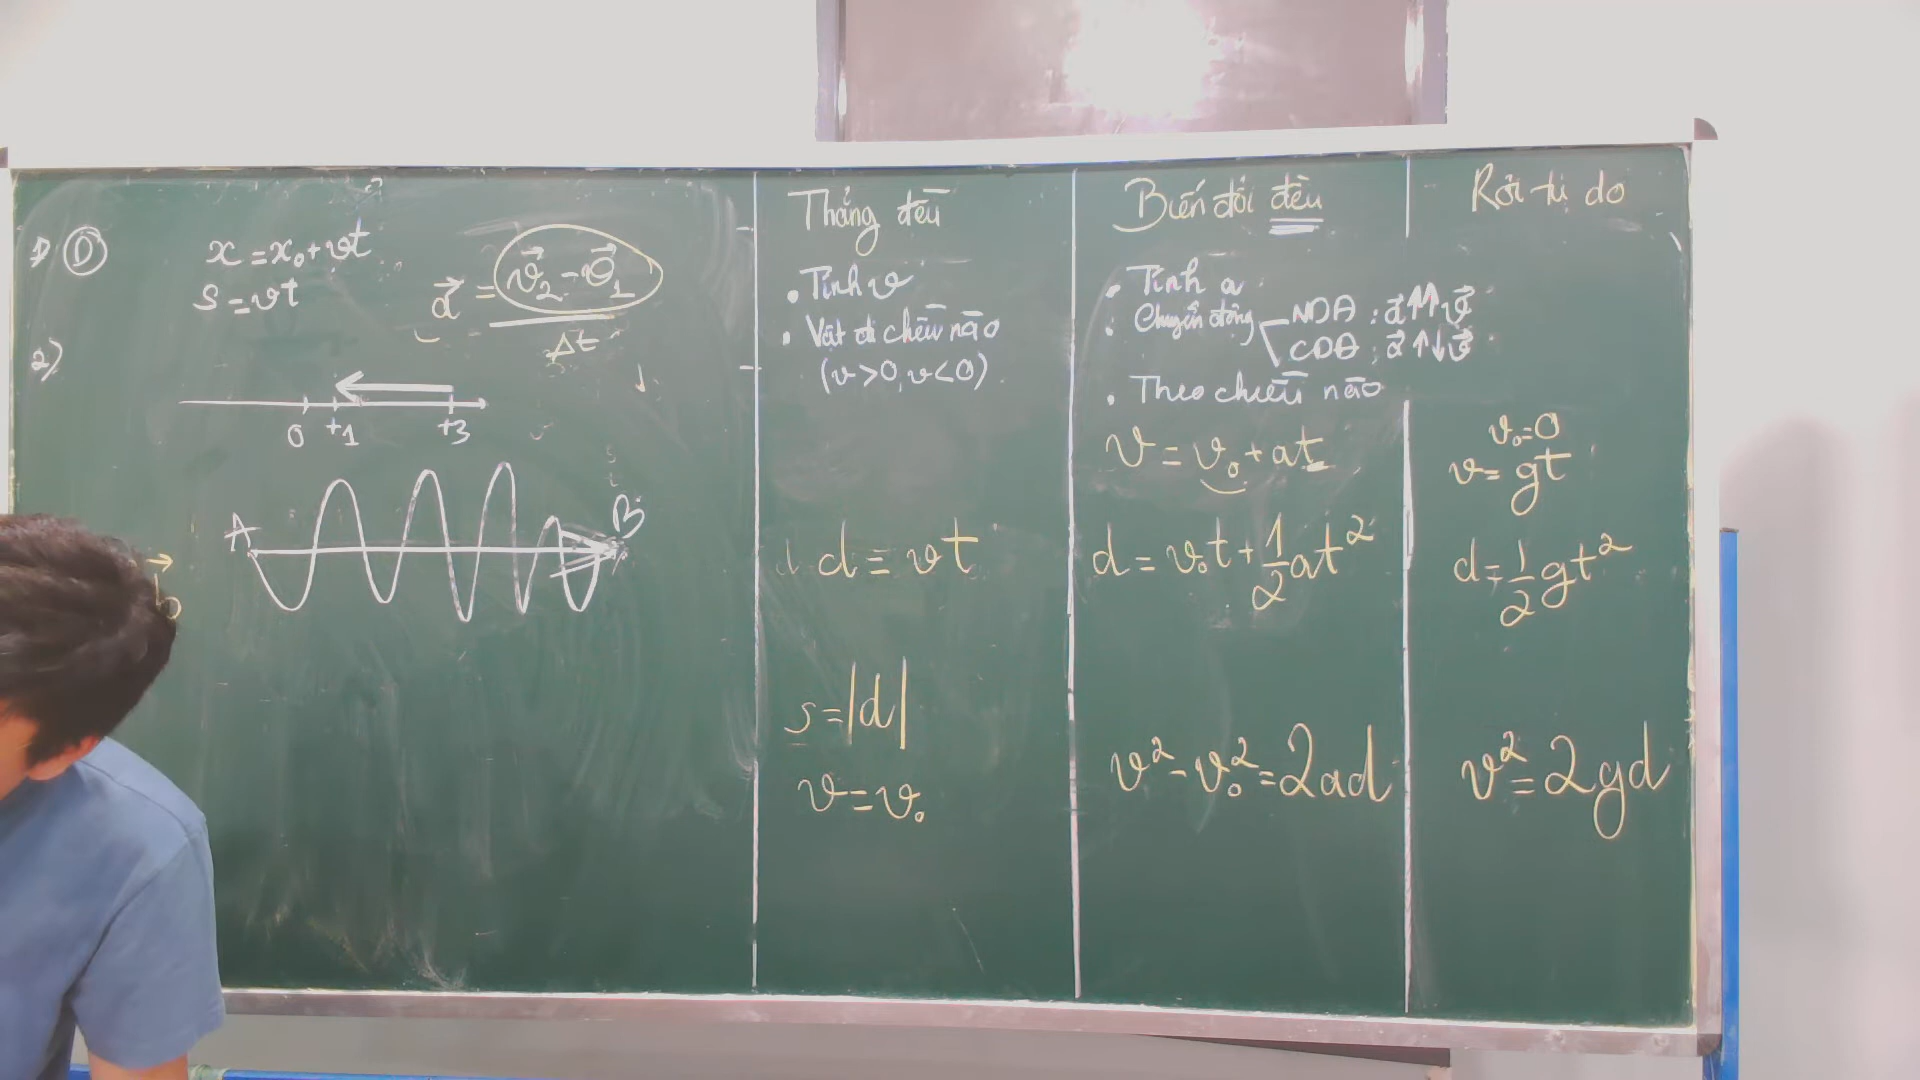 1) Ⓓ x = x₀ + vt
s = vt
a⃗ = (v⃗₂ - v⃗₁) / Δt
2)
0 +1 +3
A B
Thẳng đều
• Tính v
• Vật đi chiều nào
(v > 0, v < 0)
d = vt
s = |d|
v = v₀
Biến đổi đều
• Tính a
• Chuyển động NDĐ : a⃗ ↑↑ v⃗
CDĐ : a⃗ ↑↓ v⃗
• Theo chiều nào
v = v₀ + at
d = v₀t + 1/2 at²
v² - v₀² = 2ad
Rơi tự do
v₀ = 0
v = gt
d = 1/2 gt²
v² = 2gd